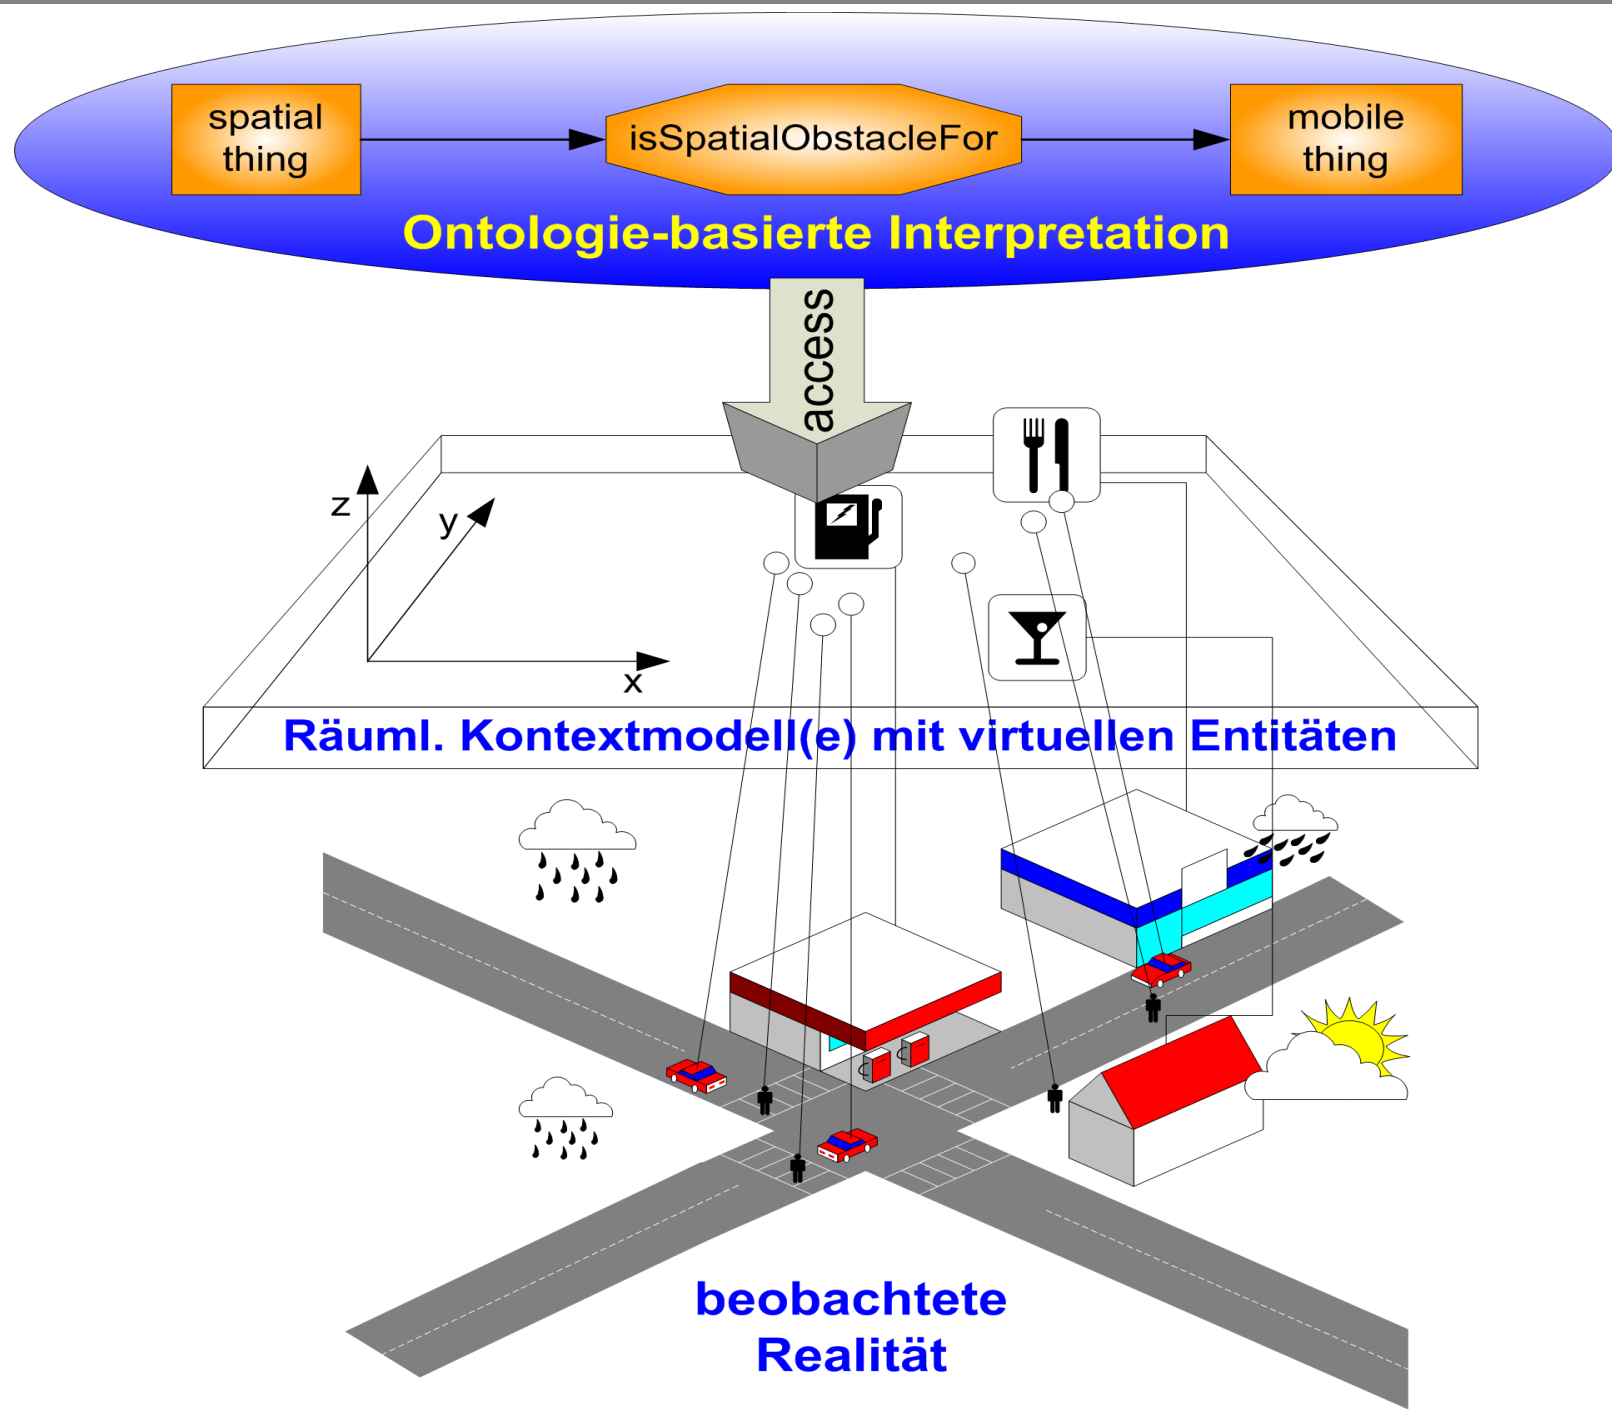 spatial
thing
isSpatialObstacleFor
mobile
thing
Ontologie-basierte Interpretation
access
z
y
x
Räuml. Kontextmodell(e) mit virtuellen Entitäten
beobachtete
Realität